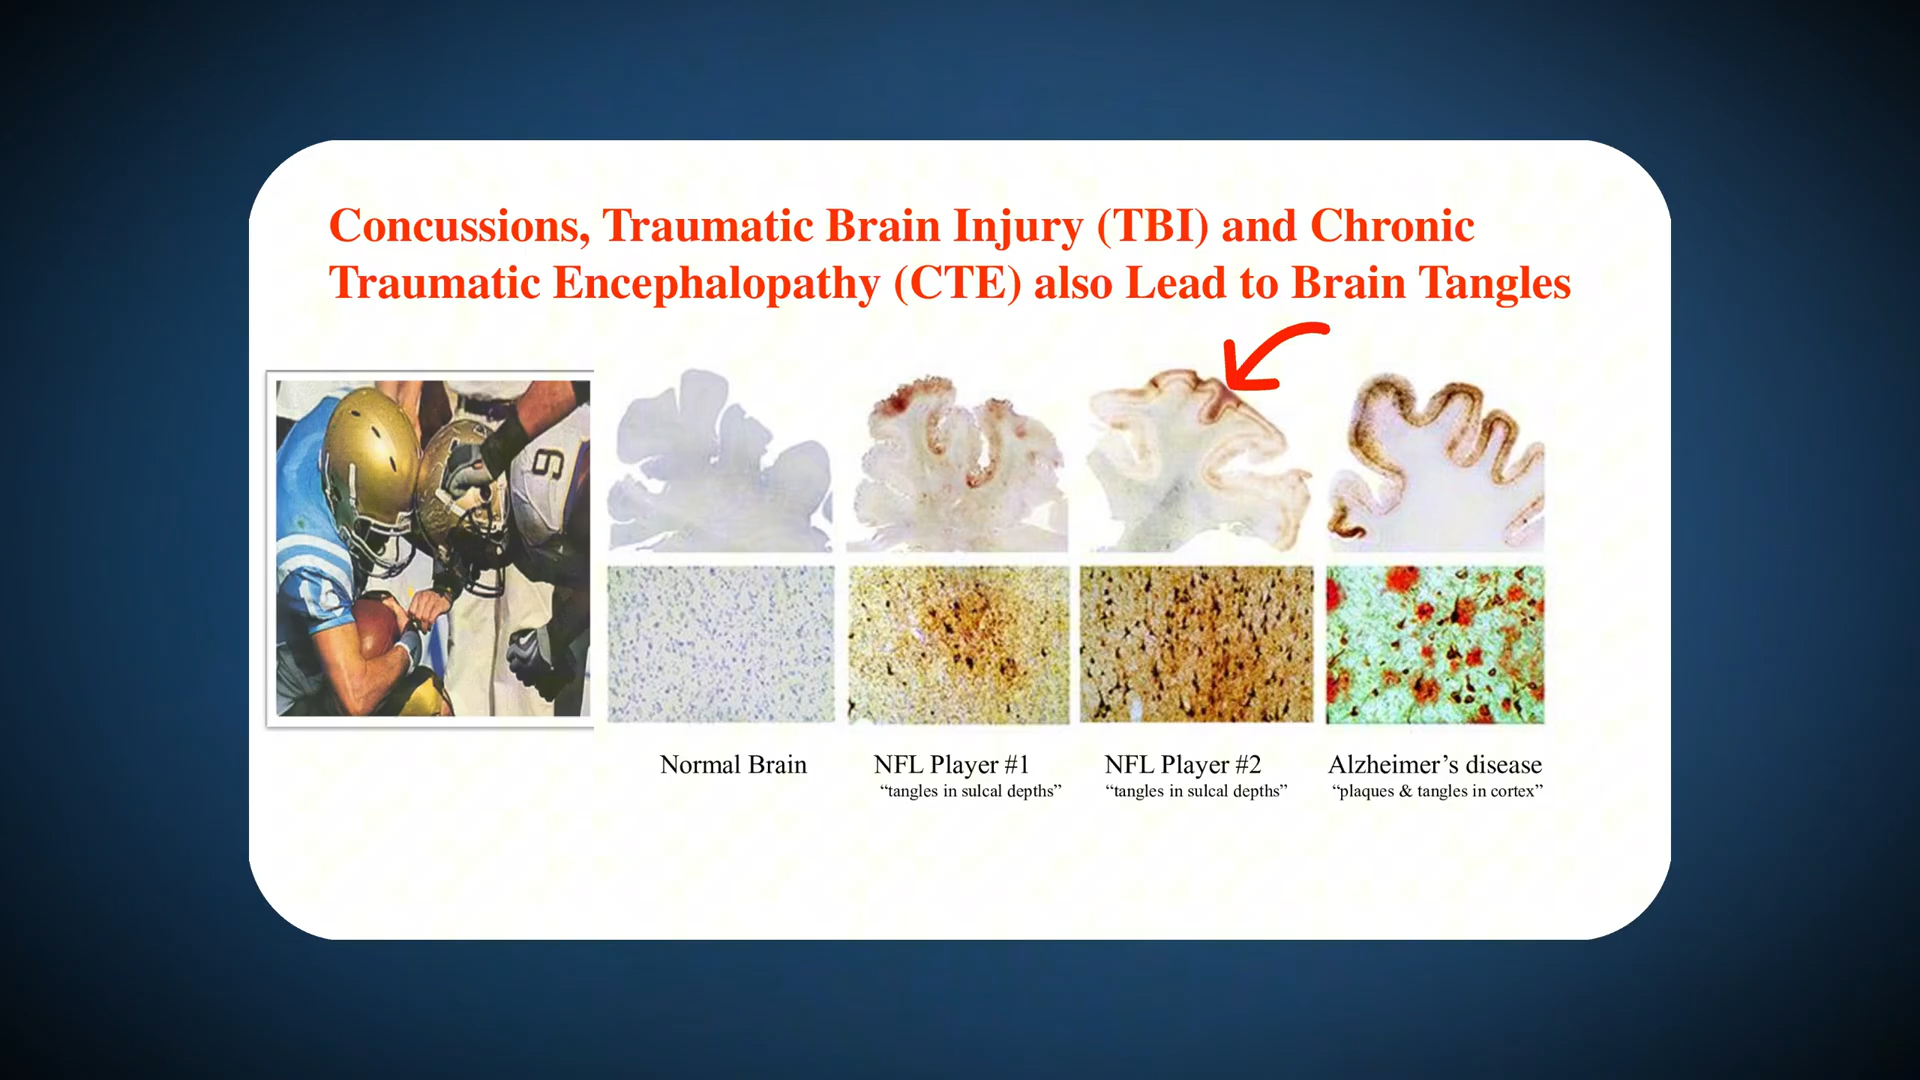 Concussions, Traumatic Brain Injury (TBI) and Chronic
Traumatic Encephalopathy (CTE) also Lead to Brain Tangles
9
Normal Brain
NFL Player #1
“tangles in sulcal depths”
NFL Player #2
“tangles in sulcal depths”
Alzheimer’s disease
“plaques & tangles in cortex”